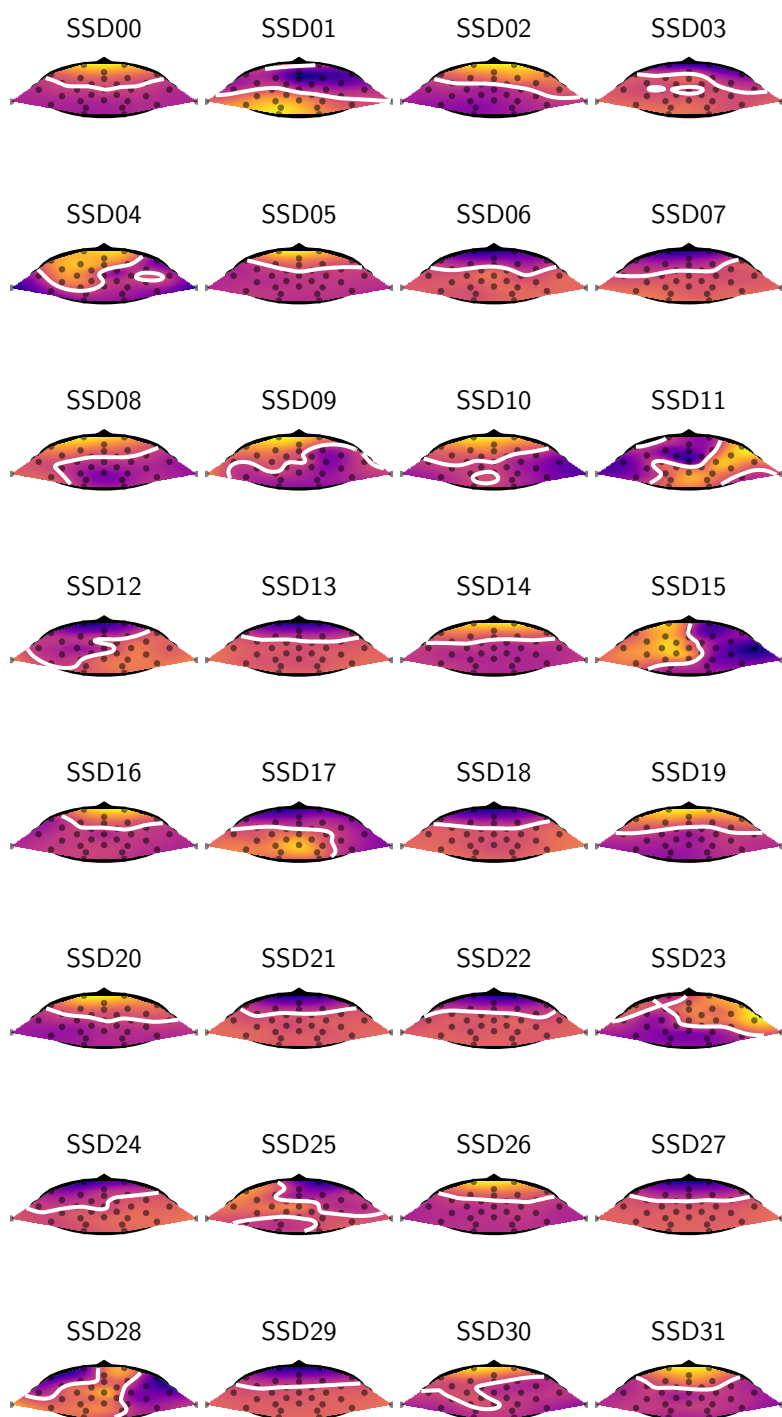 SSD00 SSD01 SSD02 SSD03
SSD04 SSD05 SSD06 SSD07
SSD08 SSD09 SSD10 SSD11
SSD12 SSD13 SSD14 SSD15
SSD16 SSD17 SSD18 SSD19
SSD20 SSD21 SSD22 SSD23
SSD24 SSD25 SSD26 SSD27
SSD28 SSD29 SSD30 SSD31